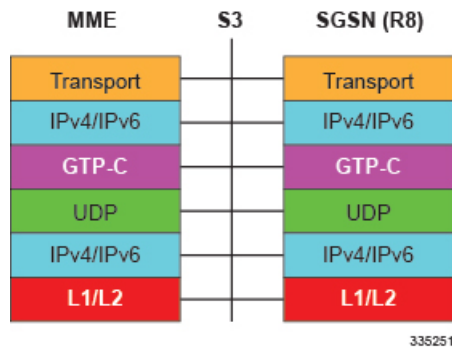 MME S3 SGSN (R8)
Transport Transport
IPv4/IPv6 IPv4/IPv6
GTP-C GTP-C
UDP UDP
IPv4/IPv6 IPv4/IPv6
L1/L2 L1/L2
335251